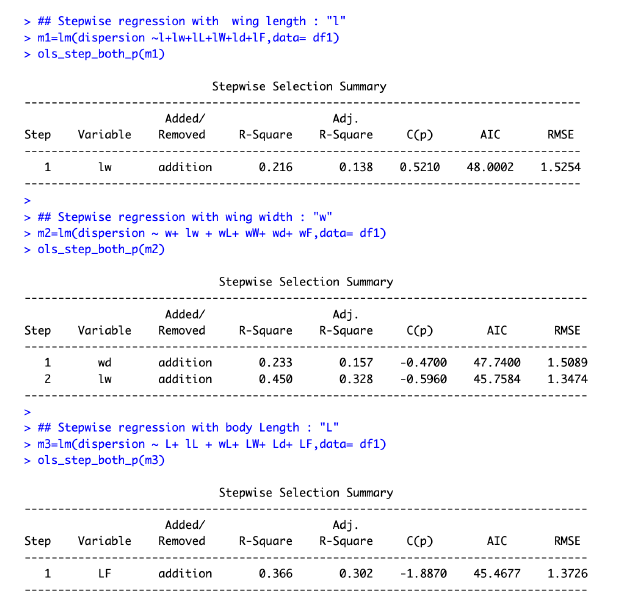 > ## Stepwise regression with  wing length : "l"
> m1=lm(dispersion ~l+lw+lL+lW+ld+lF,data= df1)
> ols_step_both_p(m1)
Stepwise Selection Summary
---------------------------------------------------------------------------------
Added/ Adj.
Step Variable Removed R-Square R-Square C(p) AIC RMSE
---------------------------------------------------------------------------------
1 lw addition 0.216 0.138 0.5210 48.0002 1.5254
---------------------------------------------------------------------------------
>
> ## Stepwise regression with wing width : "w"
> m2=lm(dispersion ~ w+ lw + wL+ wW+ wd+ wF,data= df1)
> ols_step_both_p(m2)
Stepwise Selection Summary
----------------------------------------------------------------------------------
Added/ Adj.
Step Variable Removed R-Square R-Square C(p) AIC RMSE
----------------------------------------------------------------------------------
1 wd addition 0.233 0.157 -0.4700 47.7400 1.5089
2 lw addition 0.450 0.328 -0.5960 45.7584 1.3474
----------------------------------------------------------------------------------
>
> ## Stepwise regression with body Length : "L"
> m3=lm(dispersion ~ L+ lL + wL+ LW+ Ld+ LF,data= df1)
> ols_step_both_p(m3)
Stepwise Selection Summary
----------------------------------------------------------------------------------
Added/ Adj.
Step Variable Removed R-Square R-Square C(p) AIC RMSE
----------------------------------------------------------------------------------
1 LF addition 0.366 0.302 -1.8870 45.4677 1.3726
----------------------------------------------------------------------------------